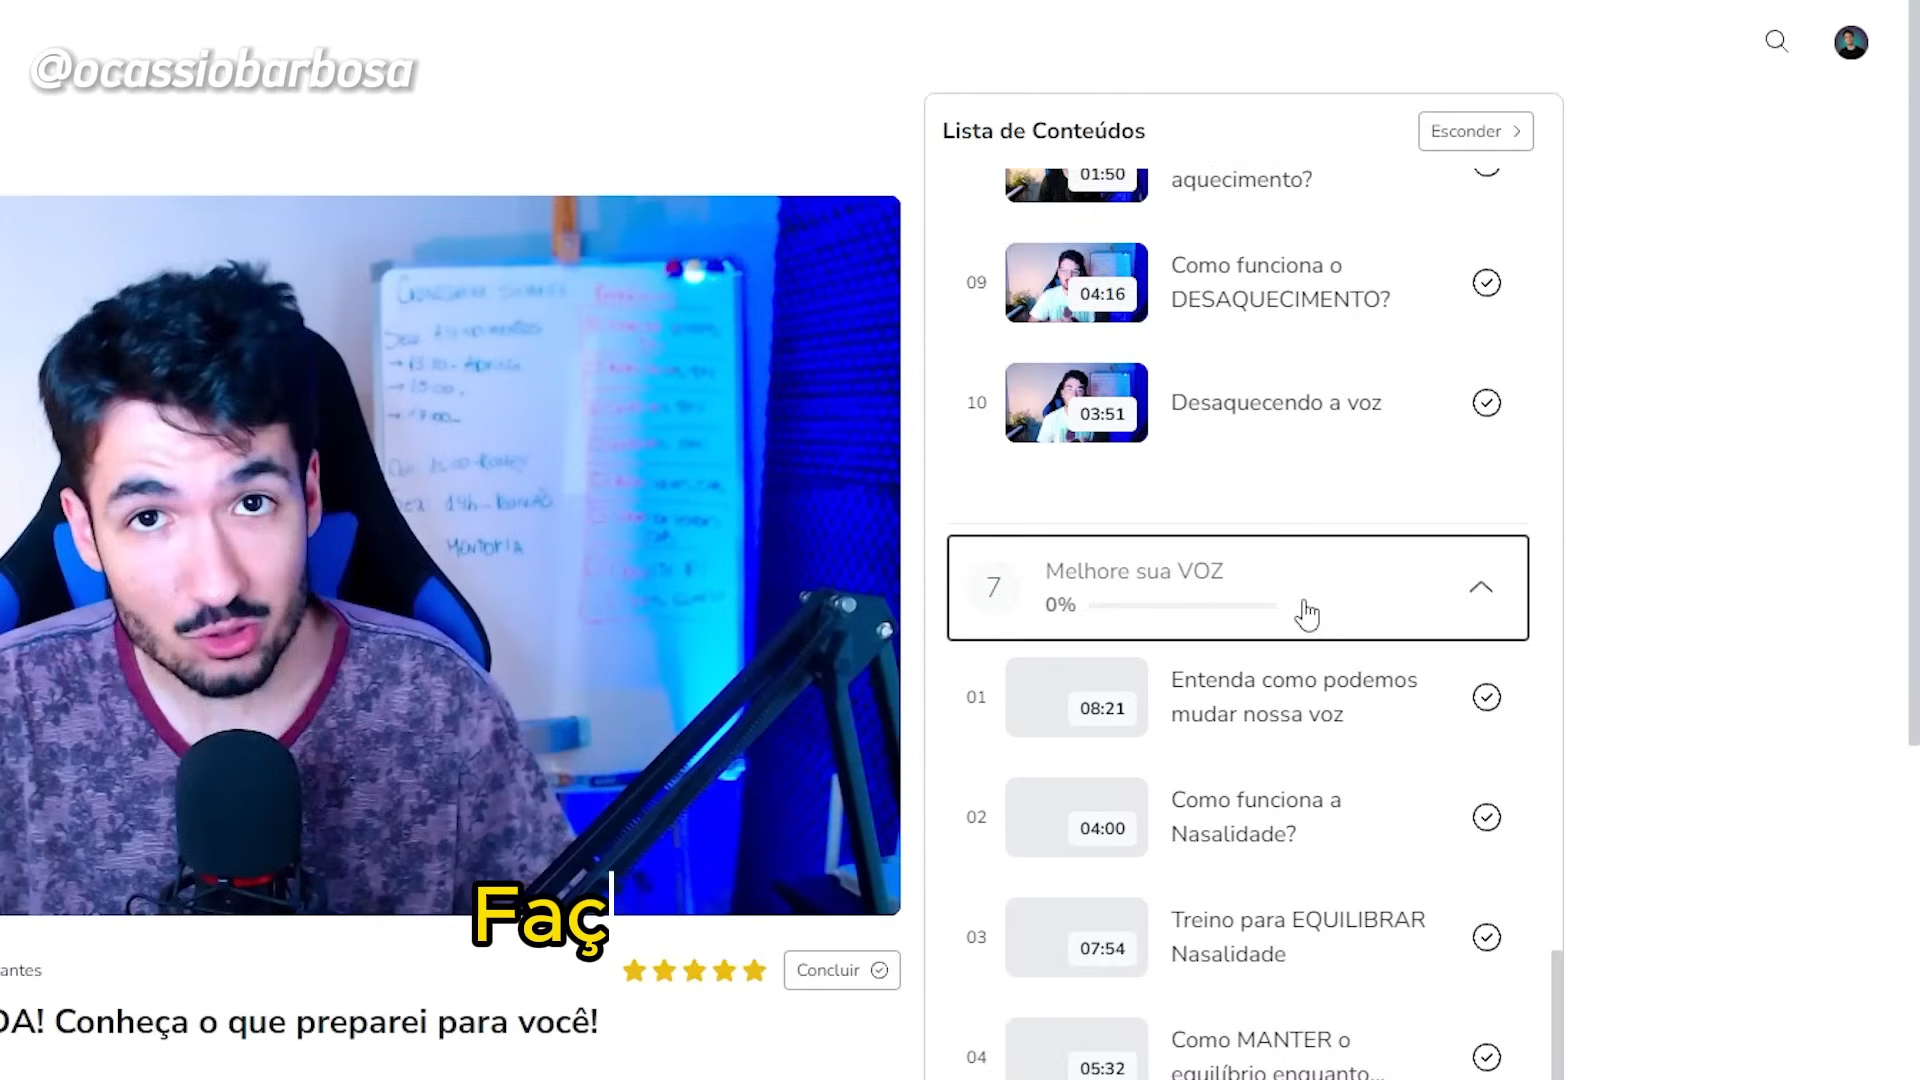 @ocassiobarbosa
Lista de Conteúdos
Esconder
01:50
aquecimento?
09
04:16
Como funciona o
DESAQUECIMENTO?
10
03:51
Desaquecendo a voz
7
Melhore sua VOZ
0%
01
08:21
Entenda como podemos
mudar nossa voz
02
04:00
Como funciona a
Nasalidade?
03
07:54
Treino para EQUILIBRAR
Nasalidade
04
05:32
Como MANTER o
equilíbrio enquanto...
MENTORIA
Faç
antes
Concluir
DA! Conheça o que preparei para você!